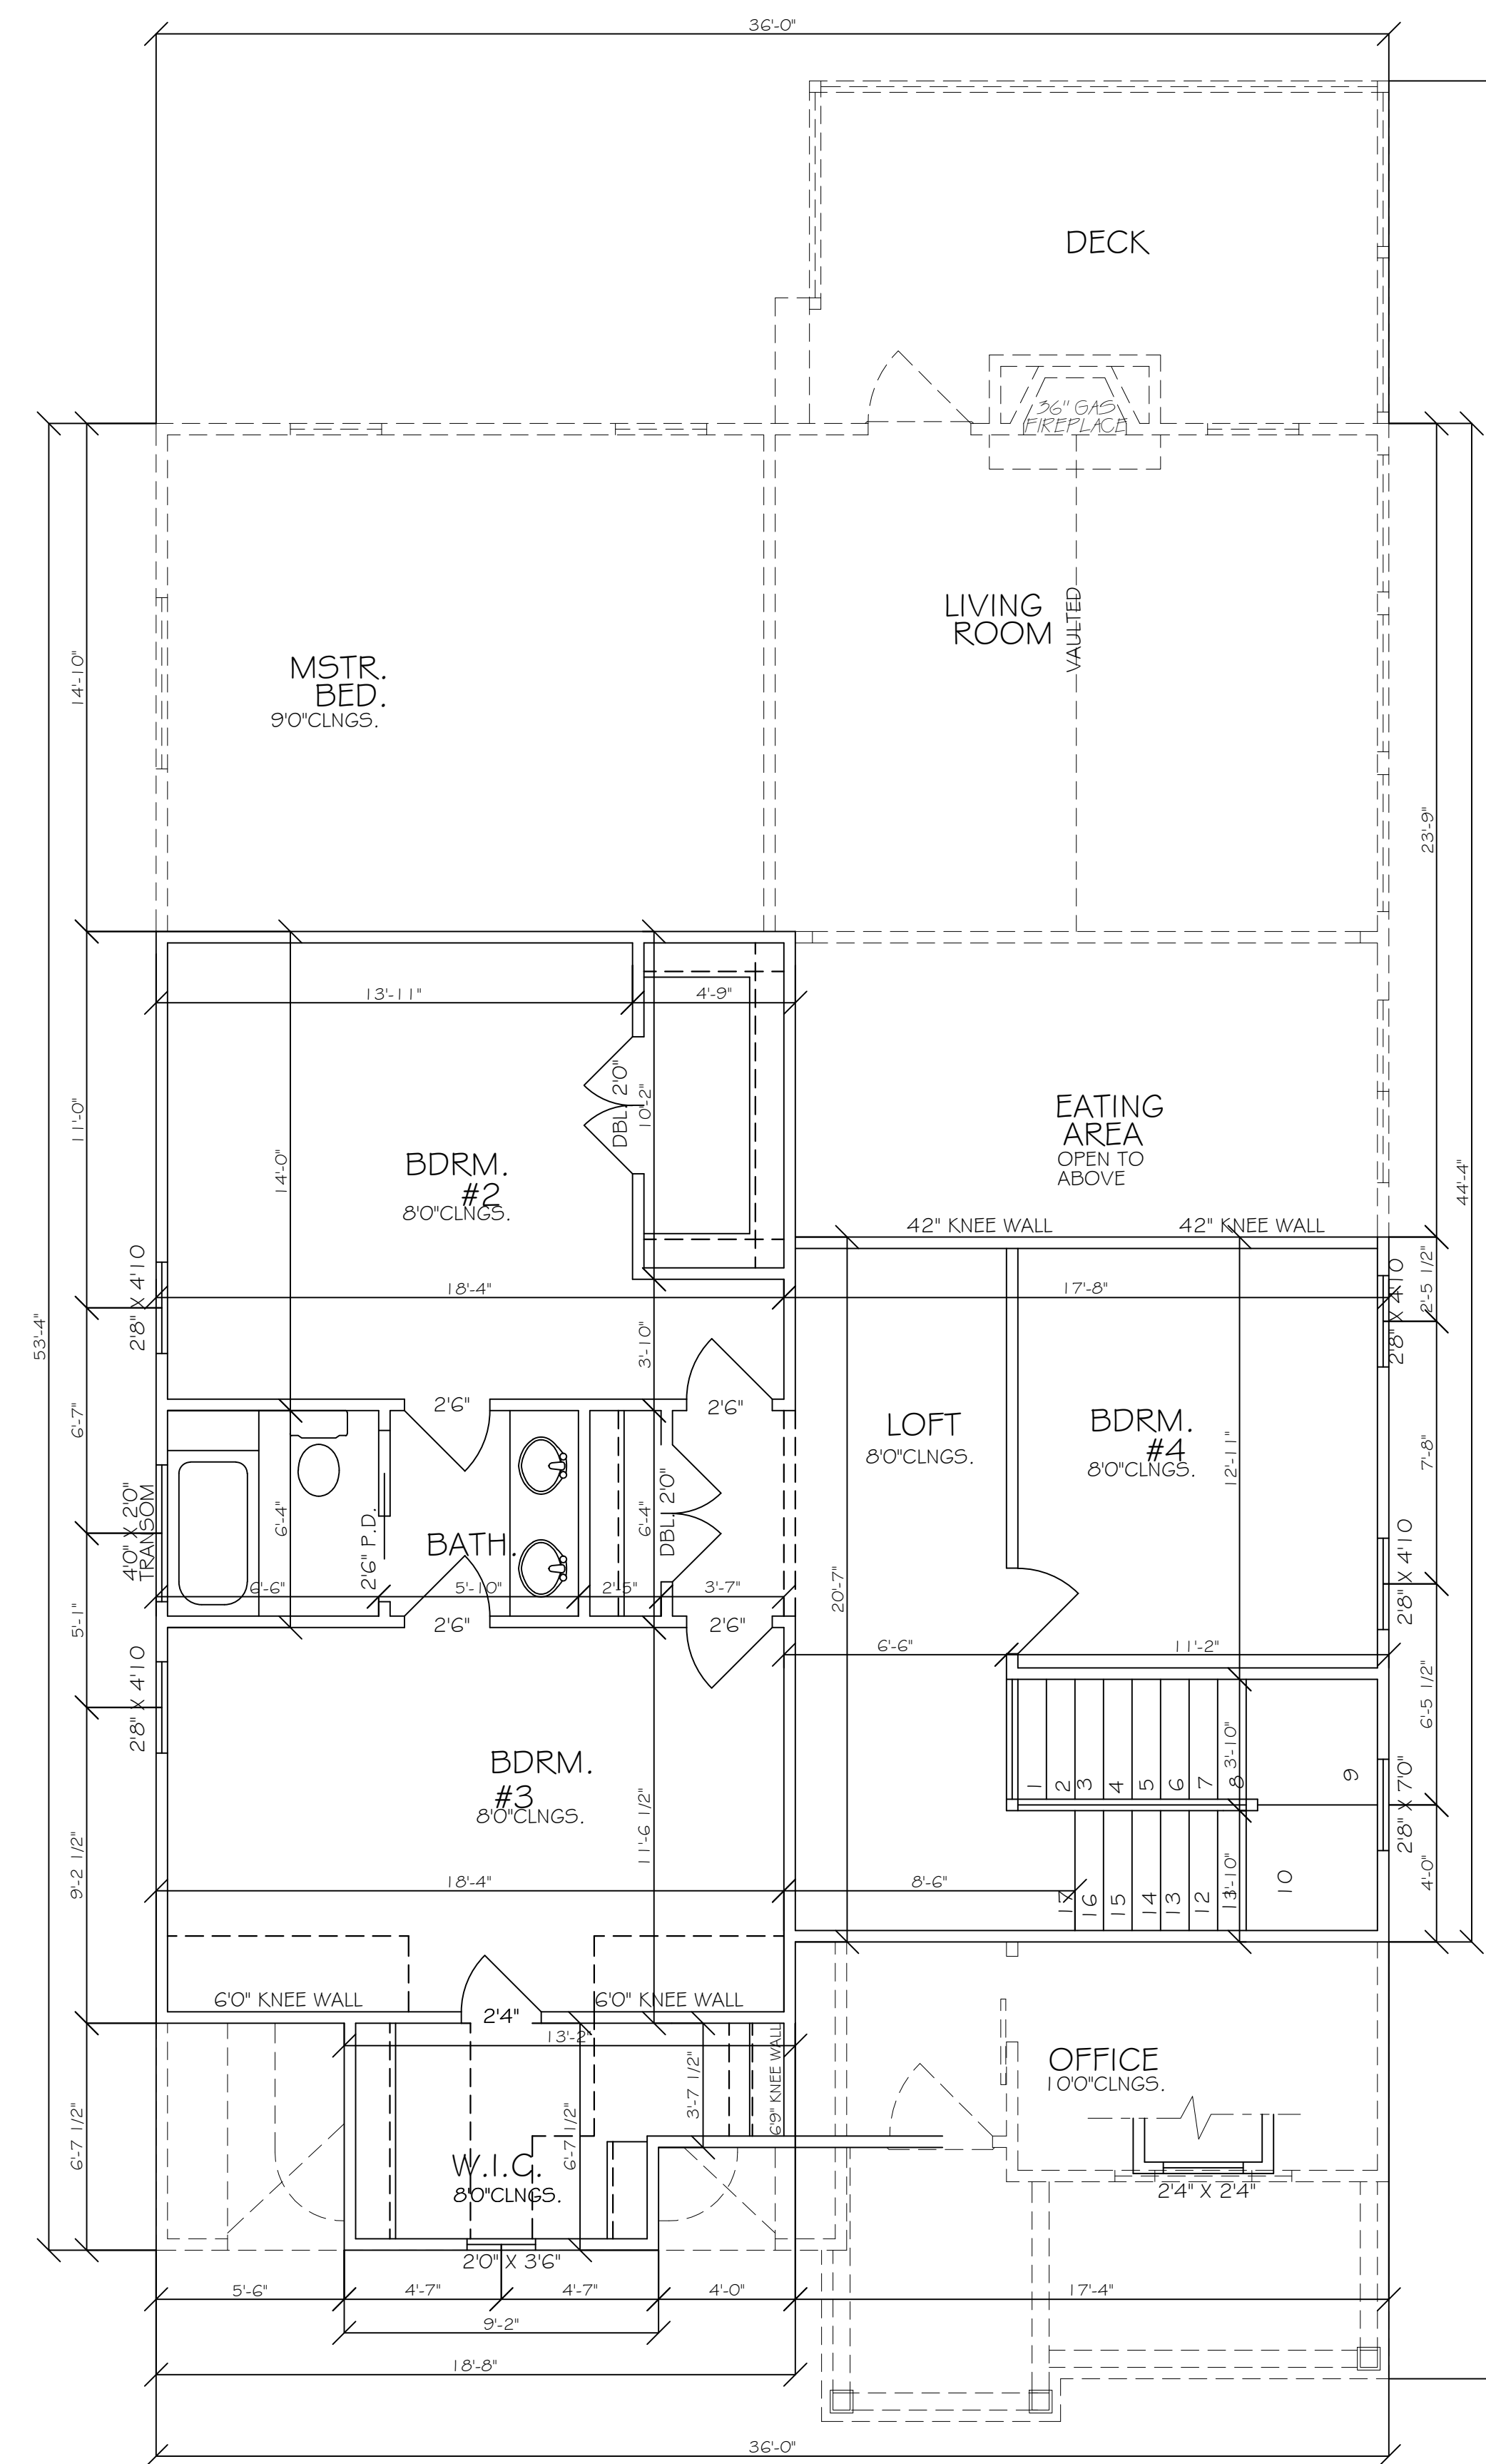 36'-0"
DECK
36" GAS
FIREPLACE
LIVING
ROOM
VAULTED
MSTR.
BED.
9'0"CLNGS.
14'-10"
23'-9"
13'-11"
4'-9"
DBL. 2'0"
10'-2"
11'-0"
14'-0"
BDRM.
#2
8'0"CLNGS.
EATING
AREA
OPEN TO
ABOVE
44'-4"
42" KNEE WALL
42" KNEE WALL
2'8" X 4'10
18'-4"
17'-8"
2'8" X 4'10
2'-5 1/2"
53'-4"
3'-10"
2'6"
2'6"
6'-7"
LOFT
8'0"CLNGS.
BDRM.
#4
8'0"CLNGS.
12'-11"
7'-8"
4'0" X 2'0"
TRANSOM
6'-4"
2'6" P.D.
BATH.
6'-4"
DBL. 2'0"
2'8" X 4'10
6'-6"
5'-10"
2'-5"
3'-7"
20'-7"
5'-1"
2'6"
2'6"
6'-6"
11'-2"
2'8" X 4'10
6'-5 1/2"
BDRM.
#3
8'0"CLNGS.
11'-6 1/2"
1
2
3
4
5
6
7
8
3'-10"
9
2'8" X 7'0"
9'-2 1/2"
18'-4"
8'-6"
17
16
15
14
13
12
11
3'-10"
10
4'-0"
6'0" KNEE WALL
2'4"
6'0" KNEE WALL
13'-2"
6'9" KNEE WALL
OFFICE
10'0"CLNGS.
6'-7 1/2"
6'-7 1/2"
3'-7 1/2"
W.I.C.
8'0"CLNGS.
2'4" X 2'4"
2'0" X 3'6"
5'-6"
4'-7"
4'-7"
4'-0"
17'-4"
9'-2"
18'-8"
36'-0"